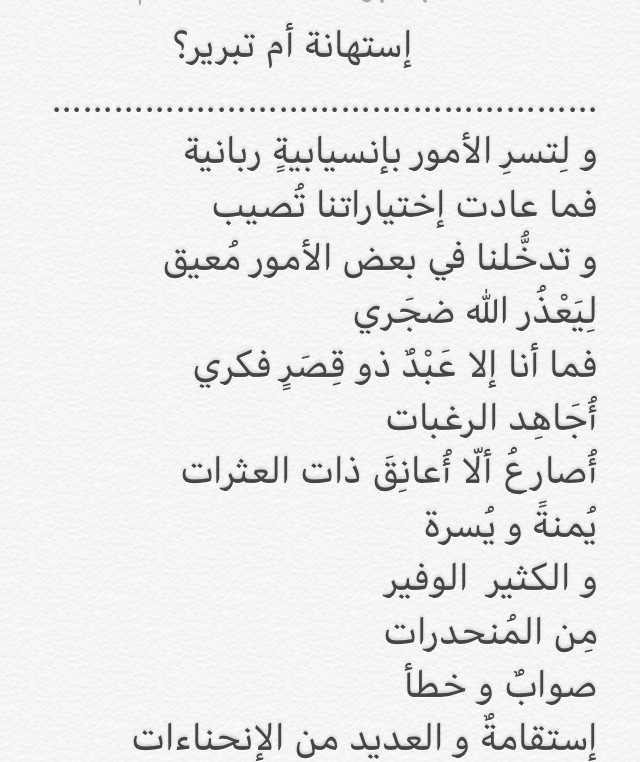 إستهانة أم تبرير؟
......................................................
و لِتسرِ الأمور بإنسيابيةٍ ربانية
فما عادت إختياراتنا تُصيب
و تدخُّلنا في بعض الأمور مُعيق
لِيَعْذُر الله ضجَري
فما أنا إلا عَبْدٌ ذو قِصَرٍ فكري
أُجَاهِد الرغبات
أُصارعُ ألّا أُعانِقَ ذات العثرات
يُمنةً و يُسرة
و الكثير  الوفير
مِن المُنحدرات
صوابٌ و خطأ
إستقامةٌ و العديد من الإنحناءات